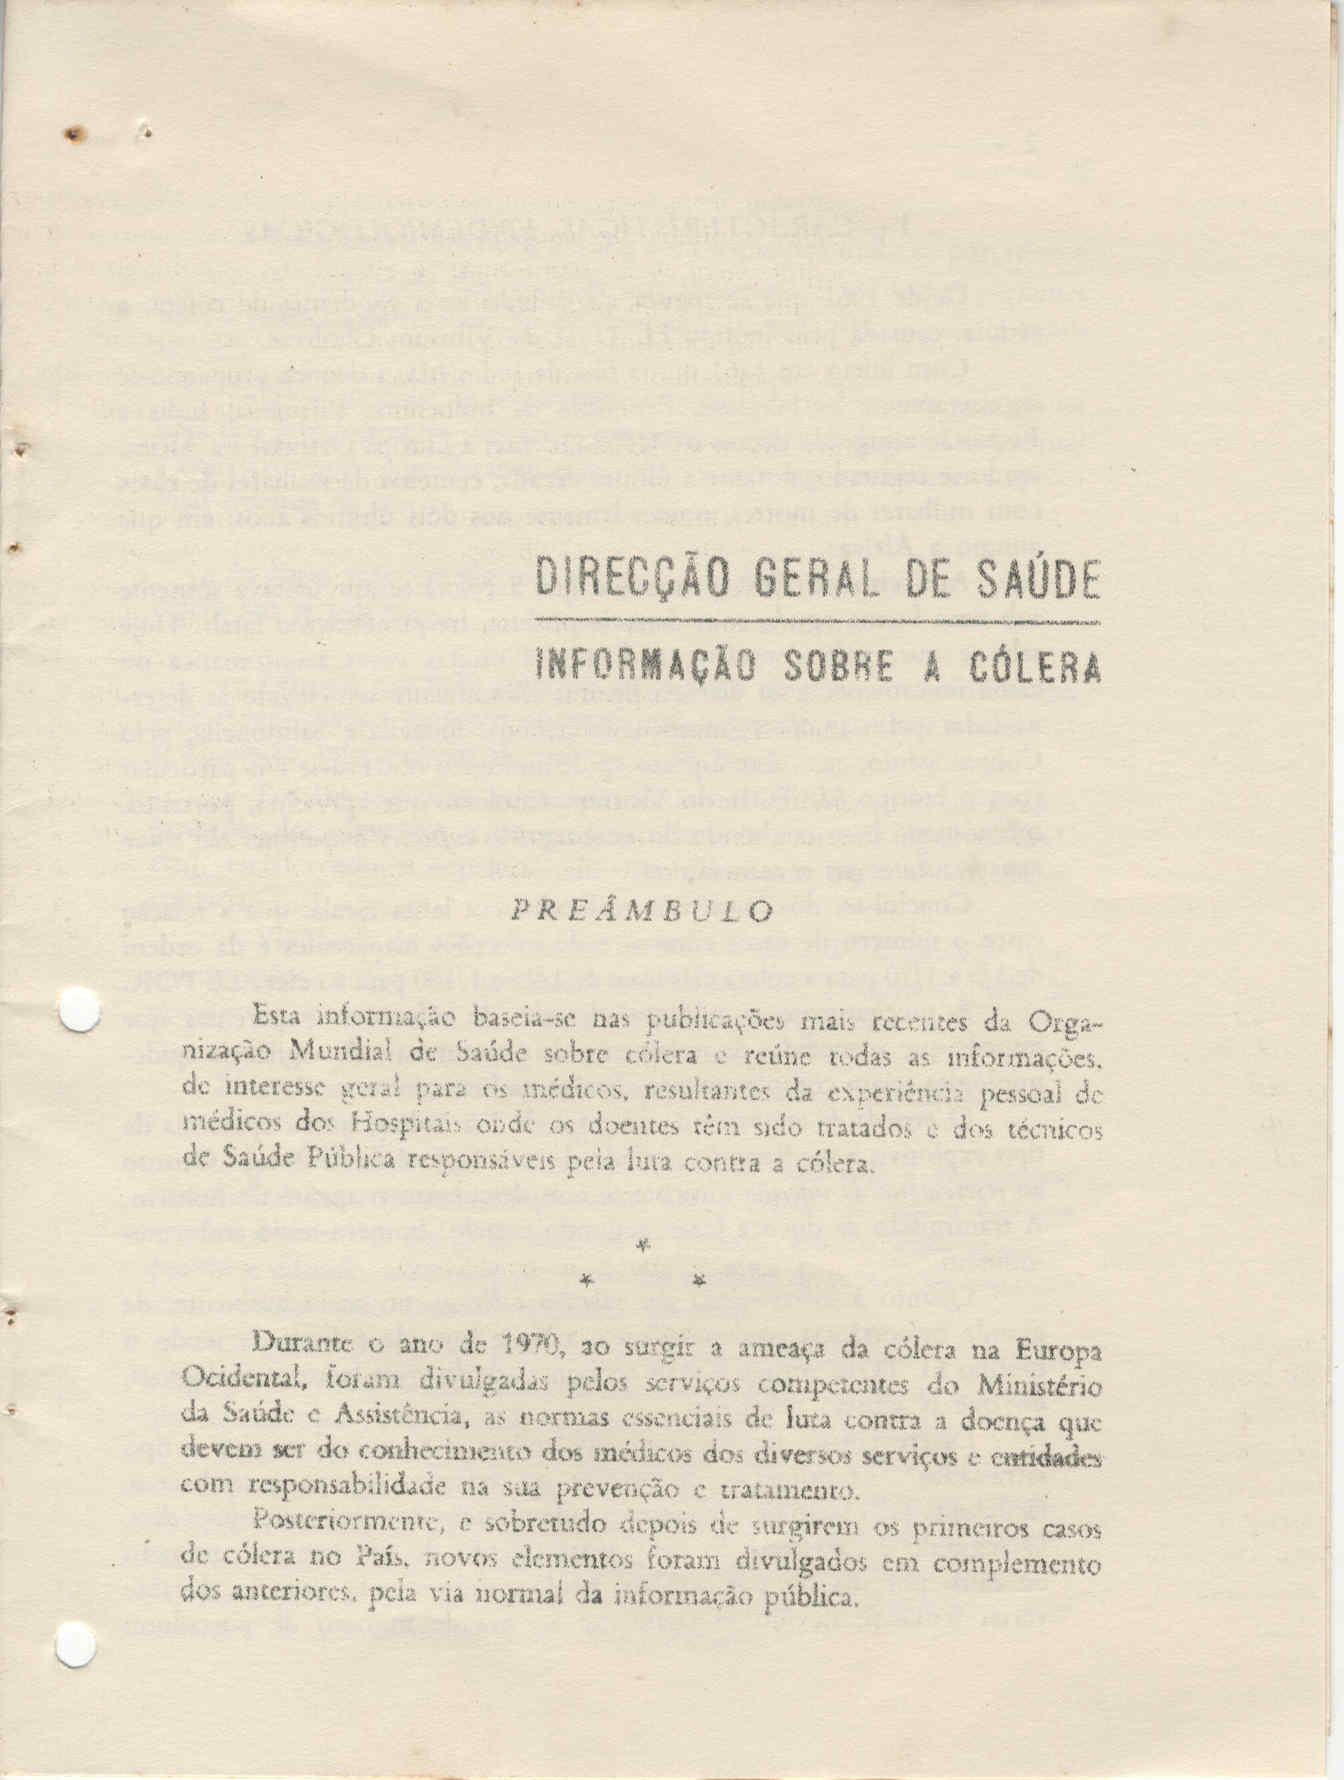 DIRECÇÃO GERAL DE SAÚDE
INFORMAÇÃO SOBRE A CÓLERA
PREÂMBULO
Esta informação baseia-se nas publicações mais recentes da Orga-
nização Mundial de Saúde sobre cólera e reúne todas as informações,
de interesse geral para os médicos, resultantes da experiência pessoal de
médicos dos Hospitais onde os doentes têm sido tratados e dos técnicos
de Saúde Pública responsáveis pela luta contra a cólera.
*
* *
Durante o ano de 1970, ao surgir a ameaça da cólera na Europa
Ocidental, foram divulgadas pelos serviços competentes do Ministério
da Saúde e Assistência, as normas essenciais de luta contra a doença que
devem ser do conhecimento dos médicos dos diversos serviços e entidades
com responsabilidade na sua prevenção e tratamento.
Posteriormente, e sobretudo depois de surgirem os primeiros casos
de cólera no País, novos elementos foram divulgados em complemento
dos anteriores, pela via normal da informação pública.